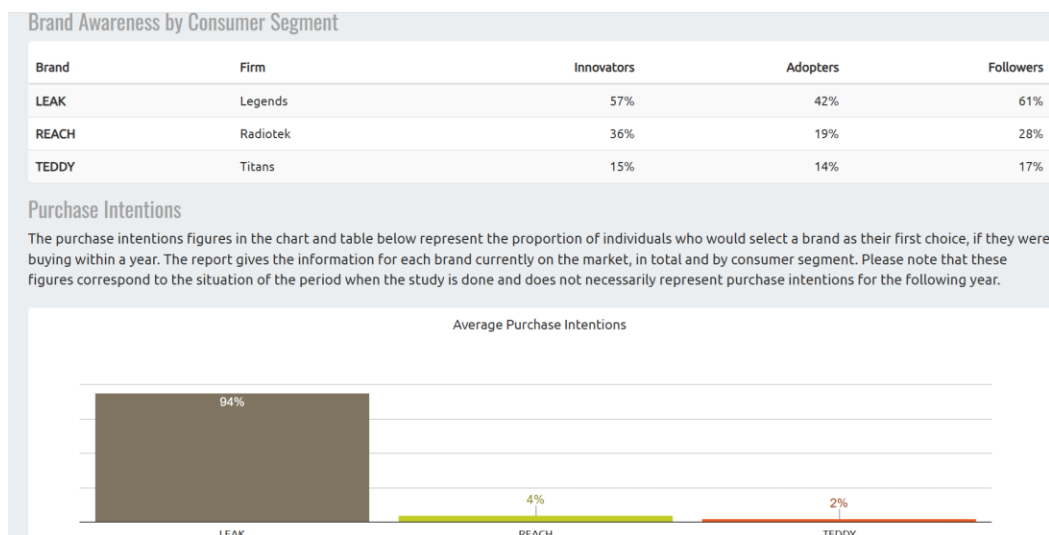 Brand Awareness by Consumer Segment
Brand Firm Innovators Adopters Followers
LEAK Legends 57% 42% 61%
REACH Radiotek 36% 19% 28%
TEDDY Titans 15% 14% 17%
Purchase Intentions
The purchase intentions figures in the chart and table below represent the proportion of individuals who would select a brand as their first choice, if they were
buying within a year. The report gives the information for each brand currently on the market, in total and by consumer segment. Please note that these
figures correspond to the situation of the period when the study is done and does not necessarily represent purchase intentions for the following year.
Average Purchase Intentions
94%
4%
2%
LEAK REACH TEDDY